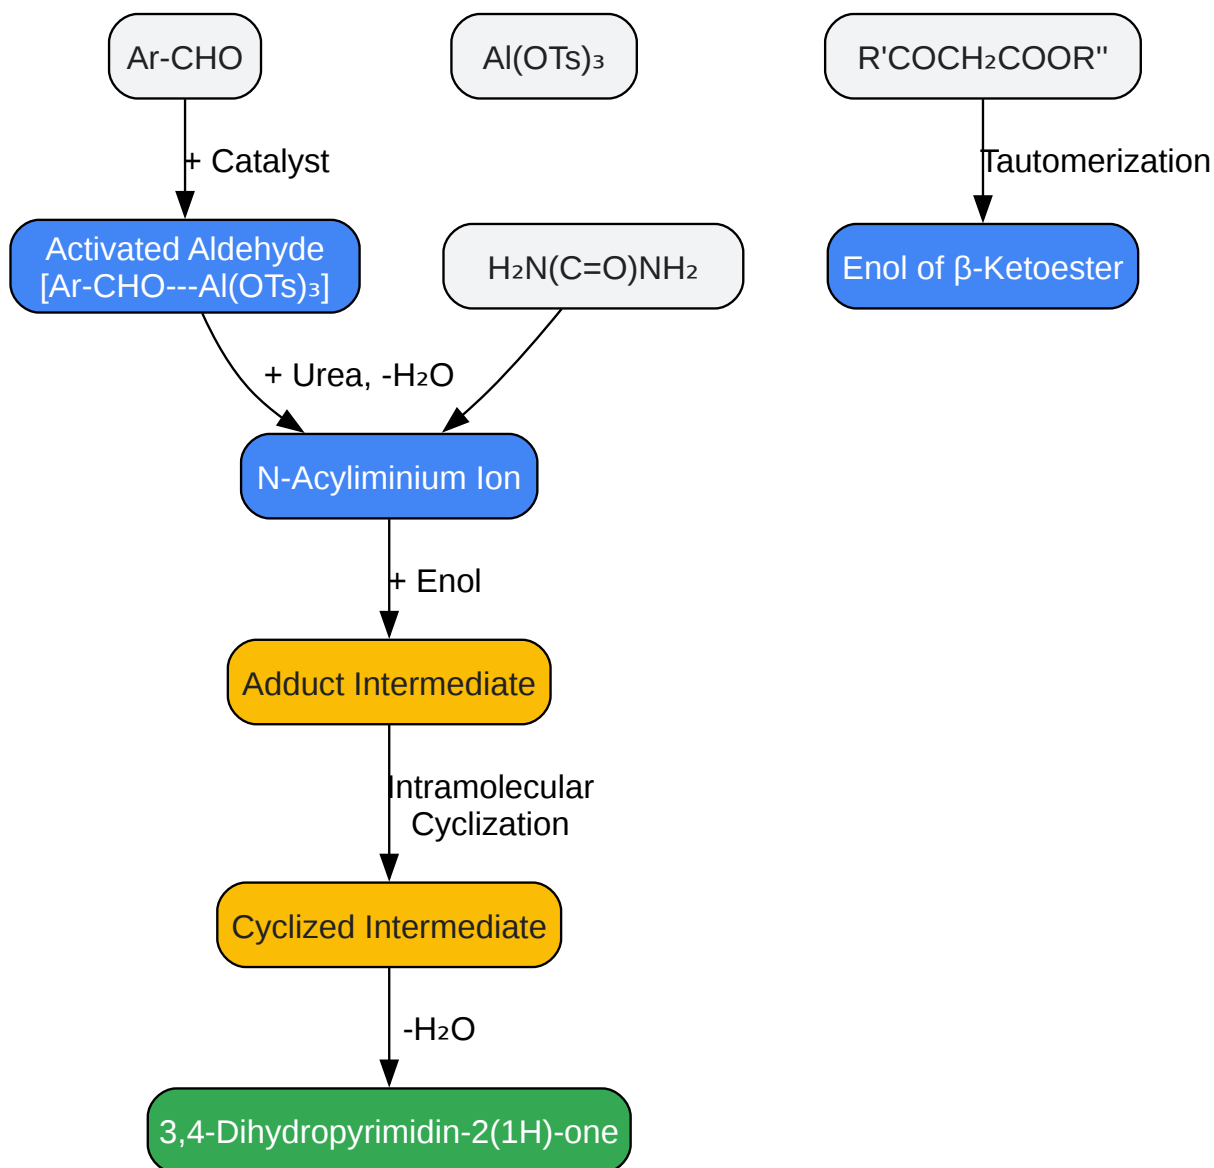 Ar-CHO
Al(OTs)₃
R'COCH₂COOR"
+ Catalyst
Tautomerization
Activated Aldehyde
[Ar-CHO---Al(OTs)₃]
H₂N(C=O)NH₂
Enol of β-Ketoester
+ Urea, -H₂O
N-Acyliminium Ion
+ Enol
Adduct Intermediate
Intramolecular
Cyclization
Cyclized Intermediate
-H₂O
3,4-Dihydropyrimidin-2(1H)-one